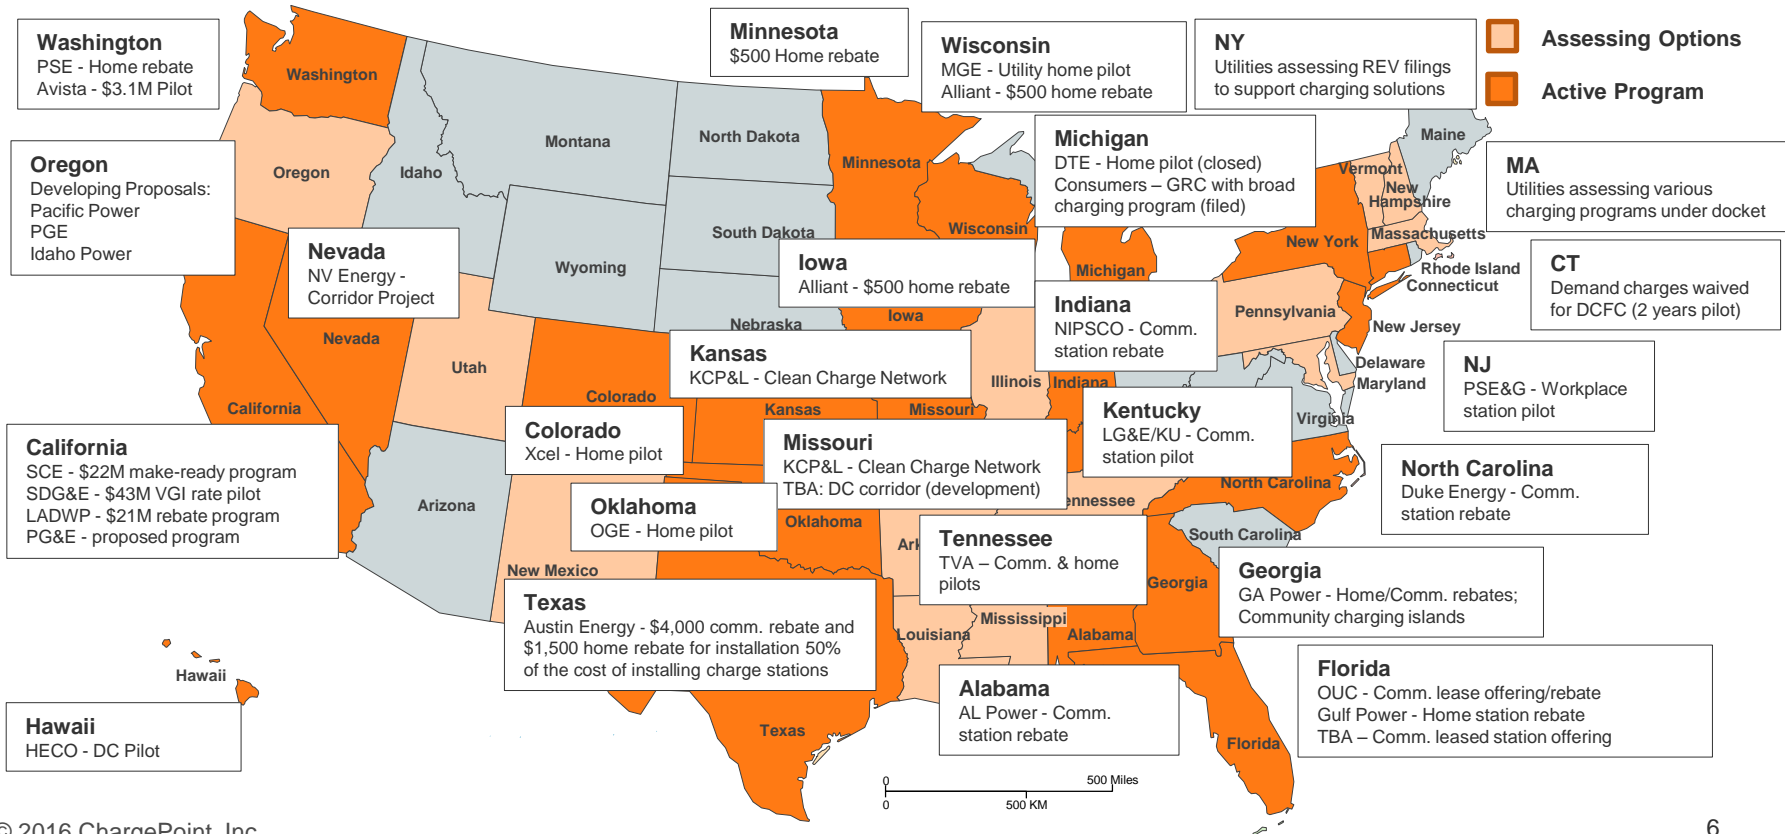 Washington
PSE - Home rebate
Avista - $3.1M Pilot
Minnesota
$500 Home rebate
Wisconsin
MGE - Utility home pilot
Alliant - $500 home rebate
NY
Utilities assessing REV filings
to support charging solutions
Assessing Options
Active Program
Oregon
Developing Proposals:
Pacific Power
PGE
Idaho Power
Nevada
NV Energy -
Corridor Project
Michigan
DTE - Home pilot (closed)
Consumers – GRC with broad
charging program (filed)
MA
Utilities assessing various
charging programs under docket
Iowa
Alliant - $500 home rebate
Indiana
NIPSCO - Comm.
station rebate
CT
Demand charges waived
for DCFC (2 years pilot)
Kansas
KCP&L - Clean Charge Network
NJ
PSE&G - Workplace
station pilot
California
SCE - $22M make-ready program
SDG&E - $43M VGI rate pilot
LADWP - $21M rebate program
PG&E - proposed program
Colorado
Xcel - Home pilot
Missouri
KCP&L - Clean Charge Network
TBA: DC corridor (development)
Kentucky
LG&E/KU - Comm.
station pilot
North Carolina
Duke Energy - Comm.
station rebate
Oklahoma
OGE - Home pilot
Tennessee
TVA – Comm. & home
pilots
Georgia
GA Power - Home/Comm. rebates;
Community charging islands
Texas
Austin Energy - $4,000 comm. rebate and
$1,500 home rebate for installation 50%
of the cost of installing charge stations
Alabama
AL Power - Comm.
station rebate
Florida
OUC - Comm. lease offering/rebate
Gulf Power - Home station rebate
TBA – Comm. leased station offering
Hawaii
HECO - DC Pilot
Washington
Montana
North Dakota
Minnesota
Maine
Oregon
Idaho
Vermont
New
Hampshire
South Dakota
Wisconsin
New York
Massachusetts
Wyoming
Michigan
Rhode Island
Connecticut
Nebraska
Iowa
Pennsylvania
New Jersey
Nevada
Utah
Illinois
Indiana
Delaware
Maryland
California
Colorado
Kansas
Missouri
Virginia
Arizona
New Mexico
Oklahoma
Ark
ennessee
North Carolina
South Carolina
Georgia
Mississippi
Louisiana
Alabama
Hawaii
Texas
Florida
0
500 Miles
0
500 KM
© 2016 ChargePoint, Inc.
6